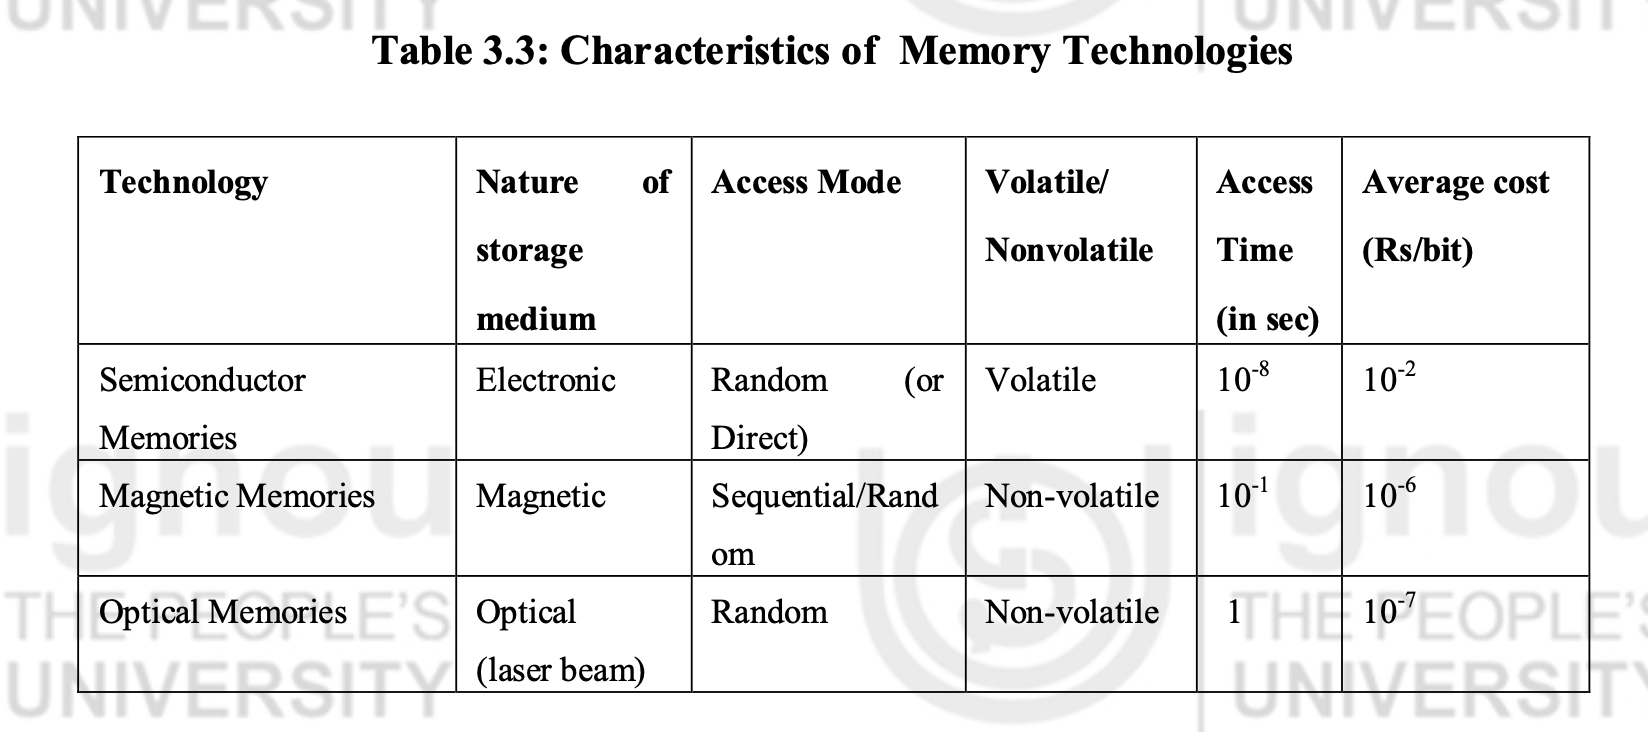 UNIVERSITY
UNIVERSIT
Table 3.3: Characteristics of Memory Technologies
Technology
Nature of
storage
medium
Access Mode
Volatile/
Nonvolatile
Access
Time
(in sec)
Average cost
(Rs/bit)
Semiconductor
Memories
Electronic
Random (or
Direct)
Volatile
10⁻⁸
10⁻²
Magnetic Memories
Magnetic
Sequential/Rand
om
Non-volatile
10⁻¹
10⁻⁶
Optical Memories
Optical
(laser beam)
Random
Non-volatile
1
10⁻⁷
ignou
THE PEOPLE'S
UNIVERSITY
ignou
THE PEOPLE'S
UNIVERSITY